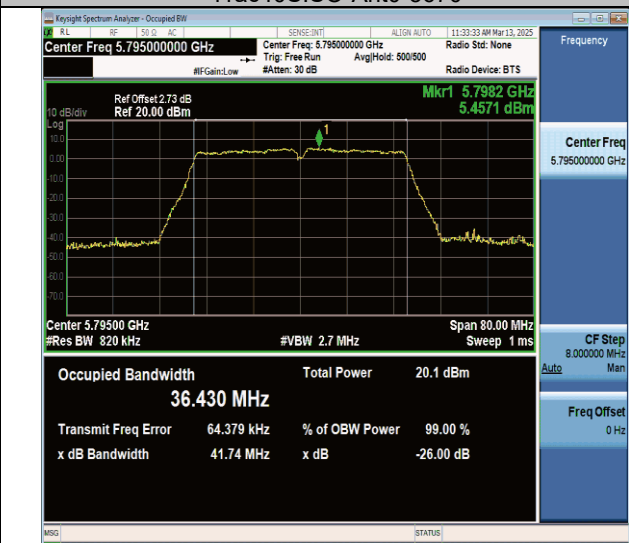 Keysight Spectrum Analyzer - Occupied BW
RL RF 50 Ω AC SENSE:INT ALIGN AUTO 11:33:33 AM Mar 13, 2025
Center Freq 5.795000000 GHz
Center Freq: 5.795000000 GHz
Radio Std: None
Trig: Free Run Avg|Hold: 500/500
#IFGain:Low
#Atten: 30 dB
Radio Device: BTS
Frequency
Mkr1 5.7982 GHz
5.4571 dBm
Ref Offset 2.73 dB
10 dB/div Ref 20.00 dBm
Log
1
10.0
0.00
-10.0
-20.0
-30.0
-40.0
-50.0
-60.0
-70.0
Center 5.79500 GHz Span 80.00 MHz
#Res BW 820 kHz #VBW 2.7 MHz Sweep 1 ms
Occupied Bandwidth Total Power 20.1 dBm
36.430 MHz
Transmit Freq Error 64.379 kHz % of OBW Power 99.00 %
x dB Bandwidth 41.74 MHz x dB -26.00 dB
Center Freq
5.795000000 GHz
CF Step
8.000000 MHz
Auto Man
Freq Offset
0 Hz
MSG STATUS